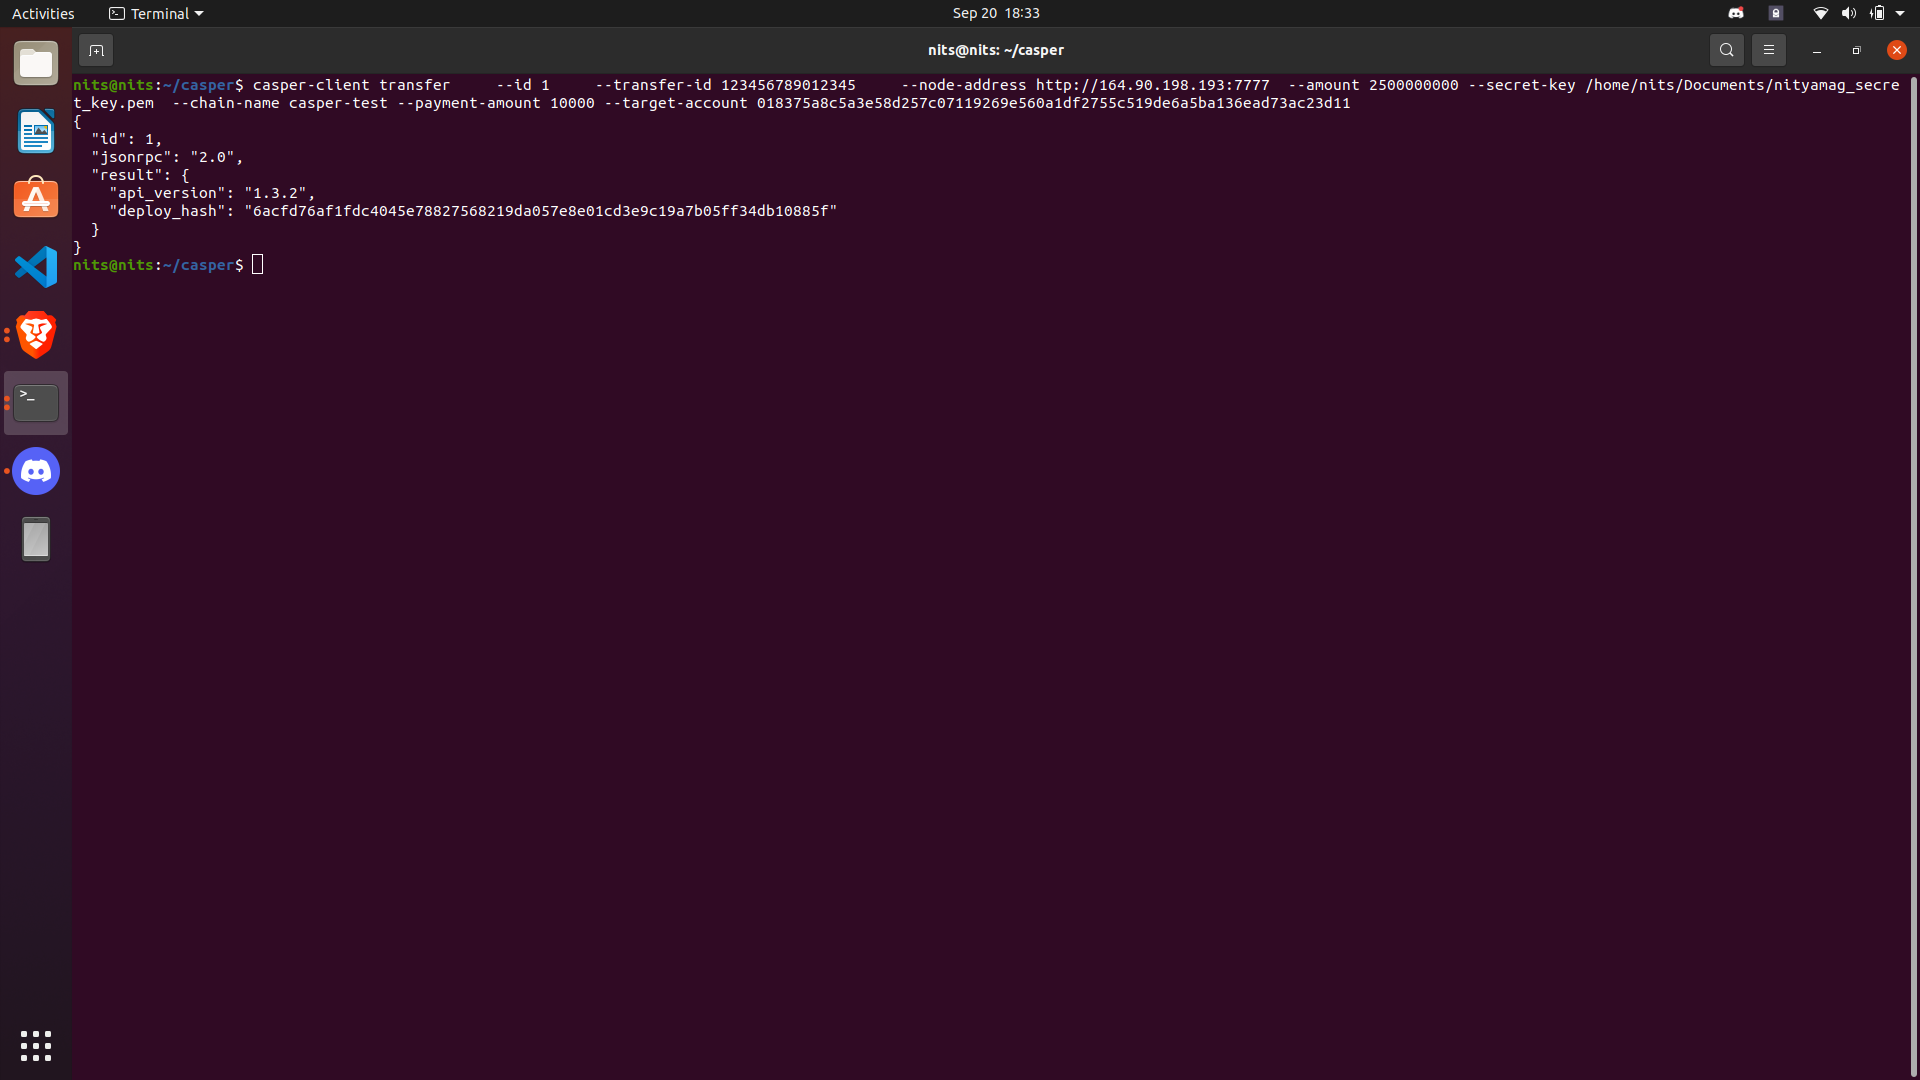 Activities
Terminal
Sep 20 18:33
nits@nits: ~/casper
nits@nits:~/casper$ casper-client transfer     --id 1     --transfer-id 123456789012345     --node-address http://164.90.198.193:7777  --amount 2500000000 --secret-key /home/nits/Documents/nityamag_secre
t_key.pem  --chain-name casper-test --payment-amount 10000 --target-account 018375a8c5a3e58d257c07119269e560a1df2755c519de6a5ba136ead73ac23d11
{
  "id": 1,
  "jsonrpc": "2.0",
  "result": {
    "api_version": "1.3.2",
    "deploy_hash": "6acfd76af1fdc4045e78827568219da057e8e01cd3e9c19a7b05ff34db10885f"
  }
}
nits@nits:~/casper$